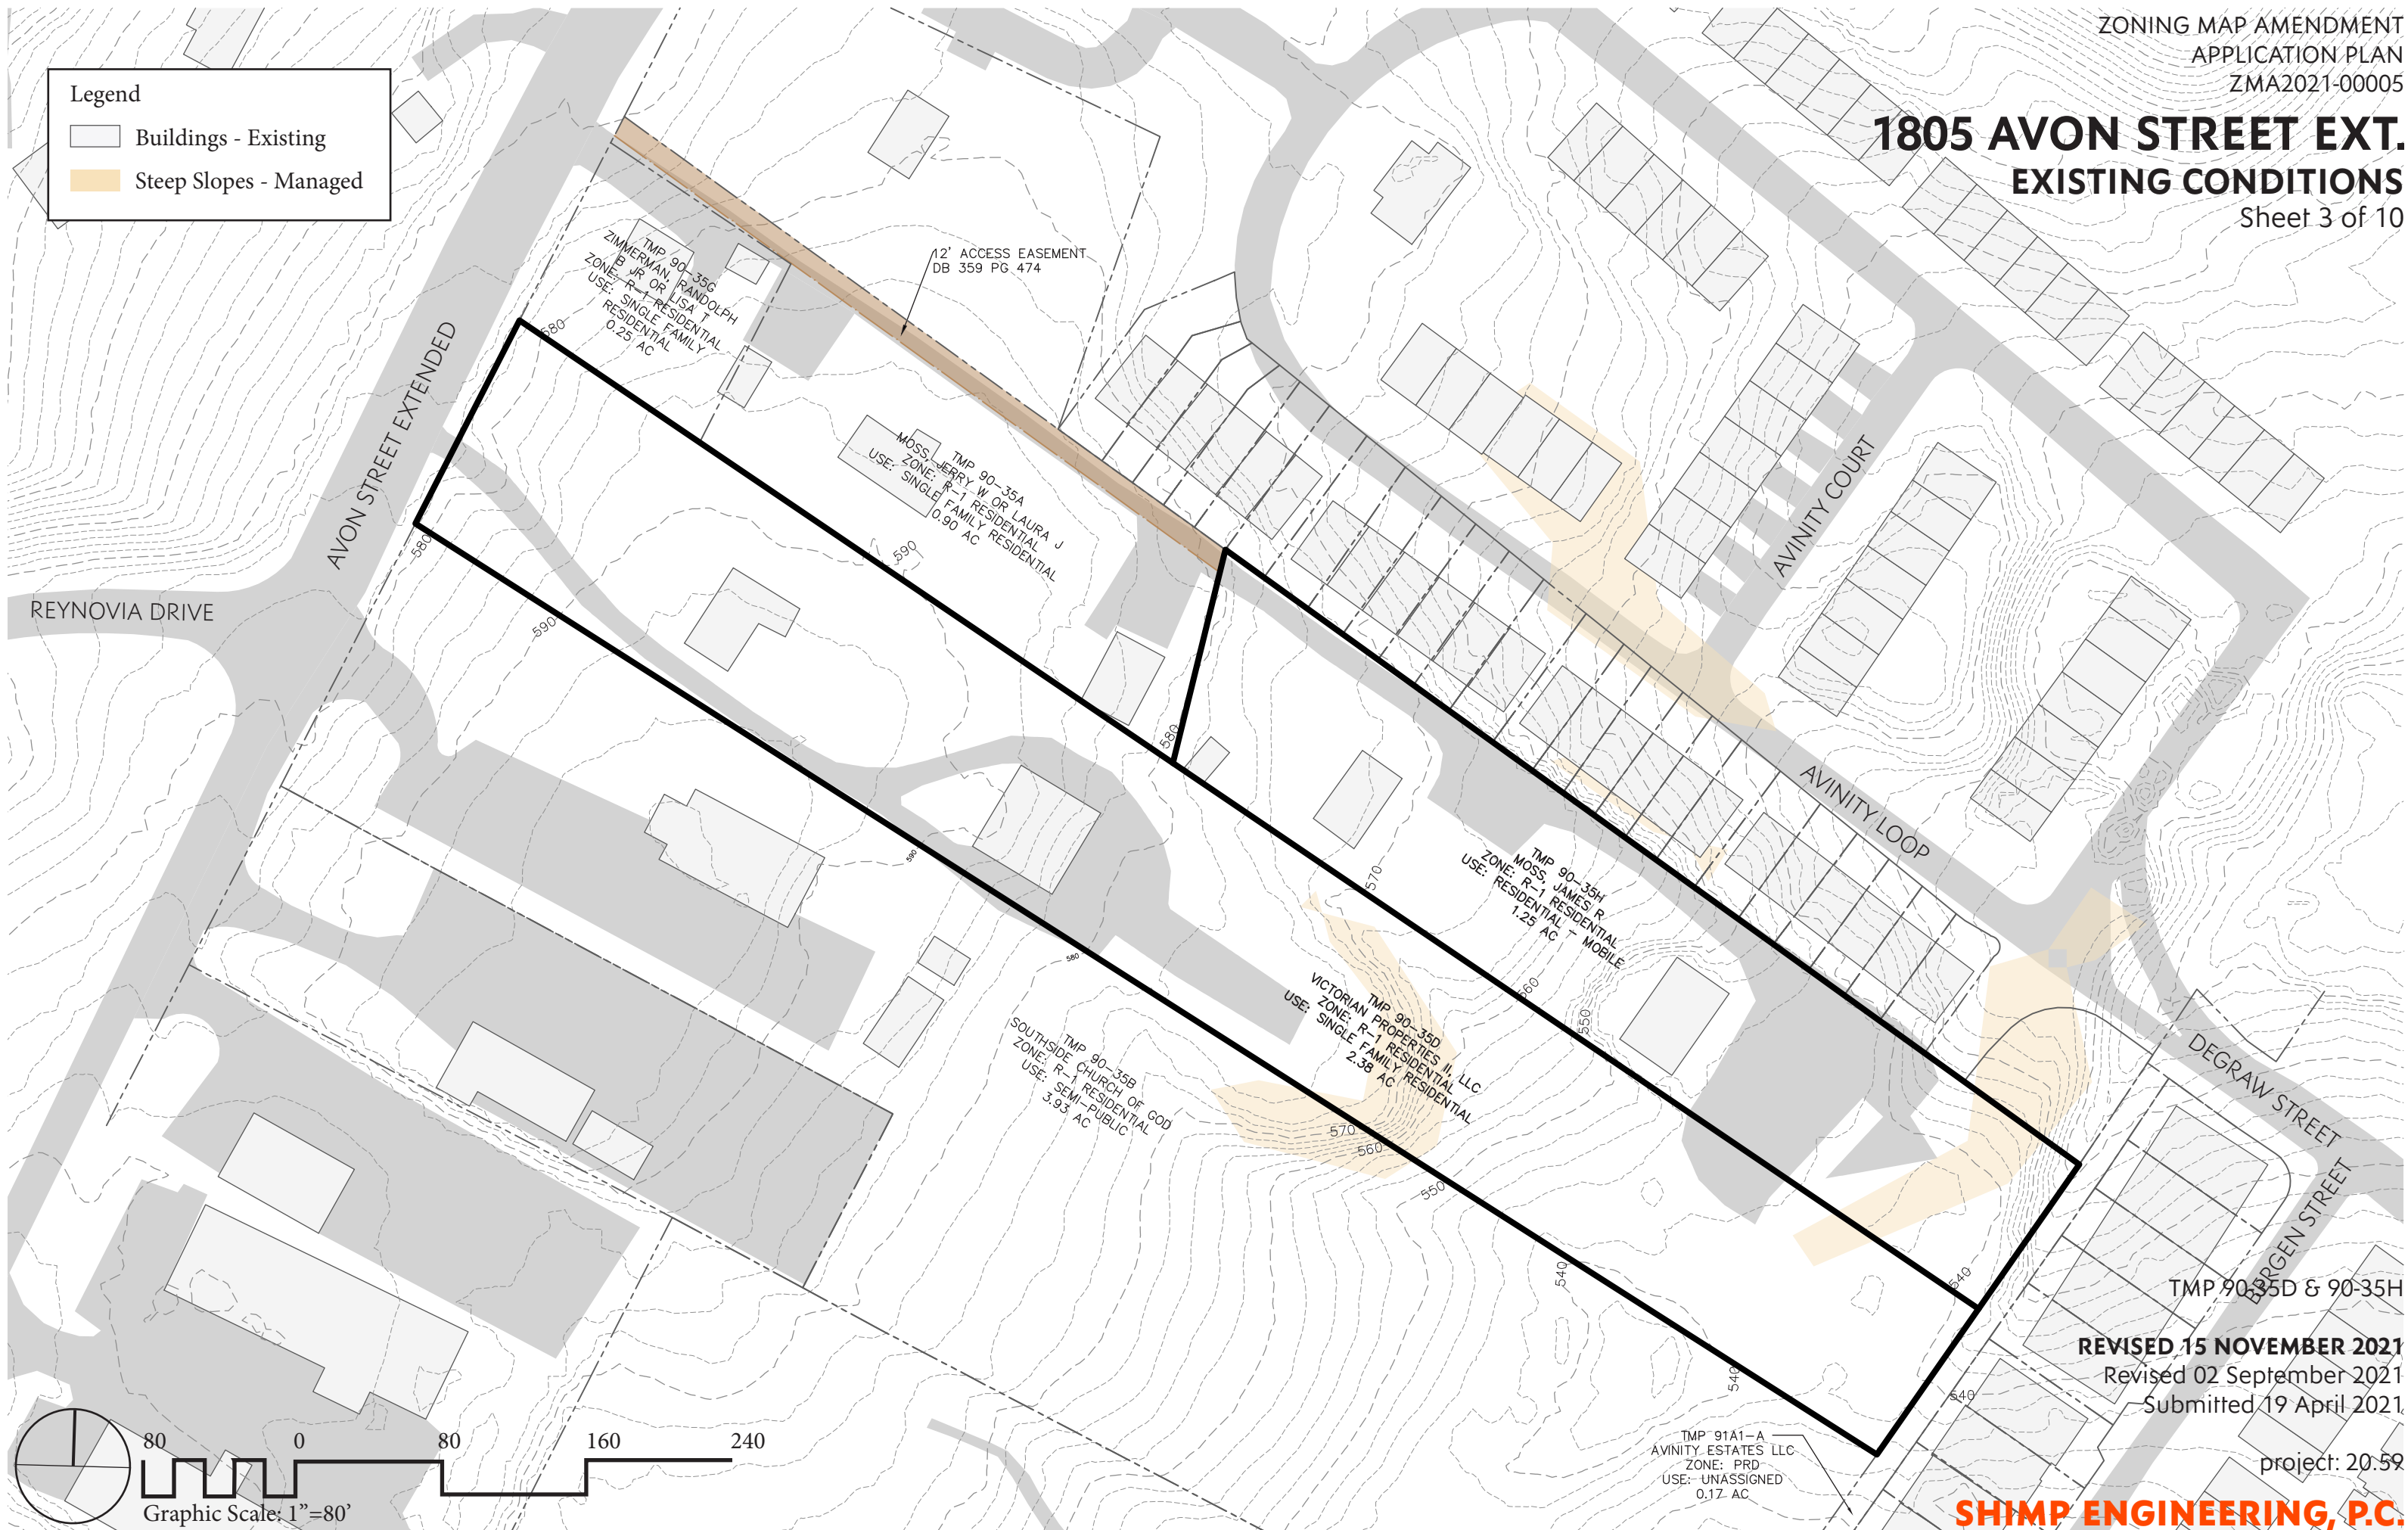 ZONING MAP AMENDMENT
APPLICATION PLAN
ZMA2021-00005
1805 AVON STREET EXT.
EXISTING CONDITIONS
Sheet 3 of 10
Legend
Buildings - Existing
Steep Slopes - Managed
12' ACCESS EASEMENT
DB 359 PG 474
TMP 90-35G
ZIMMERMAN, RANDOLPH
B JR OR LISA T
ZONE: R-1 RESIDENTIAL
USE: SINGLE FAMILY
RESIDENTIAL
0.25 AC
580
AVON STREET EXTENDED
TMP 90-35A
MOSS, JERRY W OR LAURA J
ZONE: R-1 RESIDENTIAL
USE: SINGLE FAMILY RESIDENTIAL
0.90 AC
590
580
590
REYNOVIA DRIVE
AVINITY COURT
580
AVINITY LOOP
590
570
TMP 90-35H
MOSS, JAMES R
ZONE: R-1 RESIDENTIAL
USE: RESIDENTIAL - MOBILE
1.25 AC
580
560
550
TMP 90-35D
VICTORIAN PROPERTIES II, LLC
ZONE: R-1 RESIDENTIAL
USE: SINGLE FAMILY RESIDENTIAL
2.38 AC
TMP 90-35B
SOUTHSIDE CHURCH OF GOD
ZONE: R-1 RESIDENTIAL
USE: SEMI-PUBLIC
3.93 AC
570
560
550
540
540
540
540
DEGRAW STREET
BERGEN STREET
TMP 90-35D & 90-35H
REVISED 15 NOVEMBER 2021
Revised 02 September 2021
Submitted 19 April 2021
project: 20.59
SHIMP ENGINEERING, P.C.
TMP 91A1-A
AVINITY ESTATES LLC
ZONE: PRD
USE: UNASSIGNED
0.17 AC
80 0 80 160 240
Graphic Scale: 1"=80'